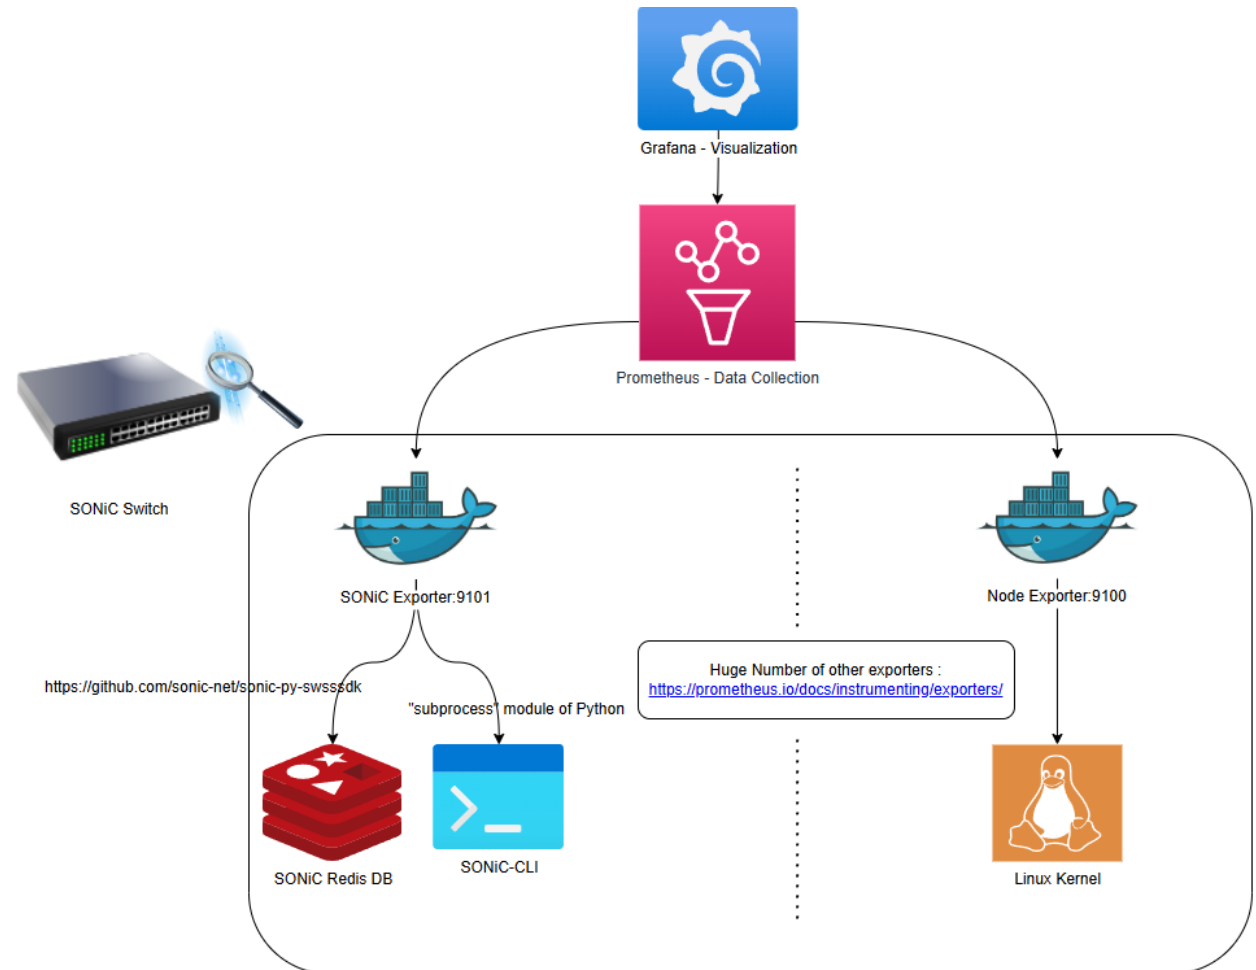 Grafana - Visualization
Prometheus - Data Collection
SONiC Switch
SONiC Exporter:9101
Node Exporter:9100
Huge Number of other exporters :
https://prometheus.io/docs/instrumenting/exporters/
https://github.com/sonic-net/sonic-py-swsssdk
"subprocess" module of Python
SONiC Redis DB
SONiC-CLI
Linux Kernel